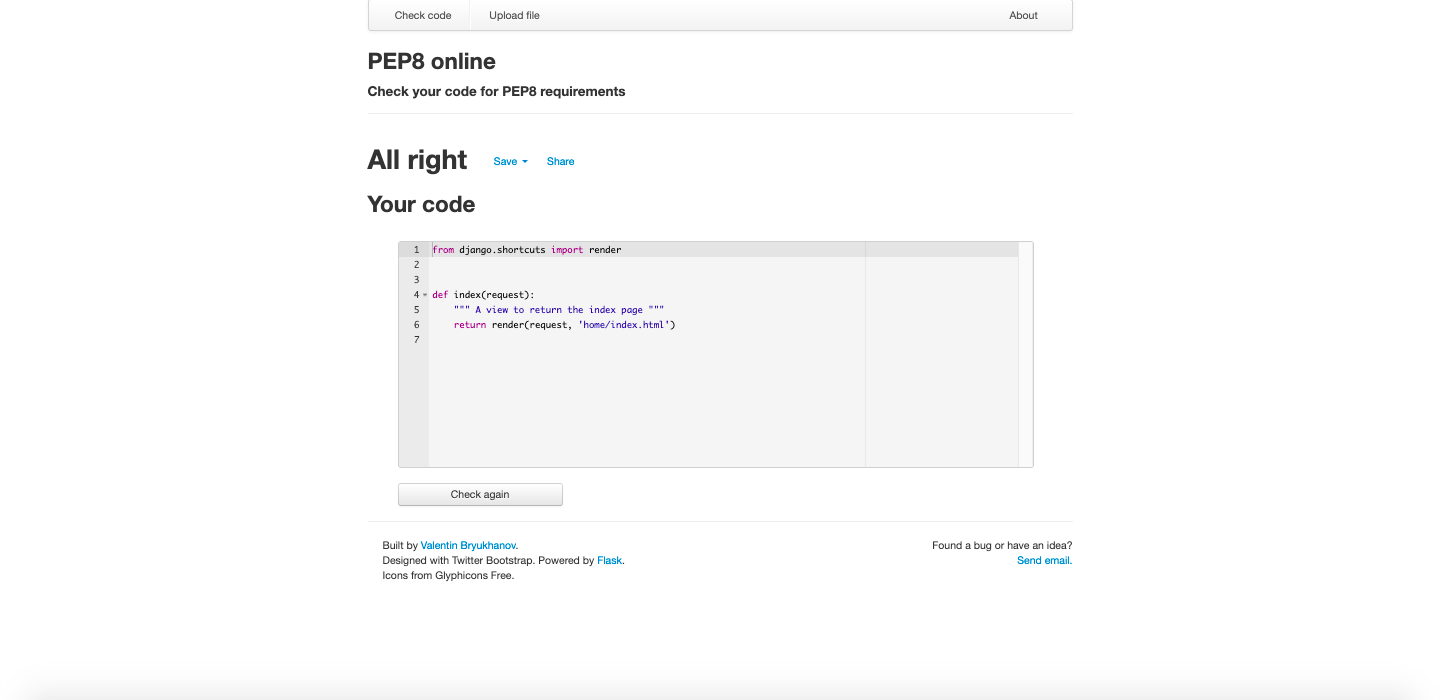 Check code Upload file About
PEP8 online
Check your code for PEP8 requirements
All right Save Share
Your code
1 from django.shortcuts import render
2
3
4 def index(request):
5     """ A view to return the index page """
6     return render(request, 'home/index.html')
7
Check again
Built by Valentin Bryukhanov. Found a bug or have an idea?
Designed with Twitter Bootstrap. Powered by Flask. Send email.
Icons from Glyphicons Free.